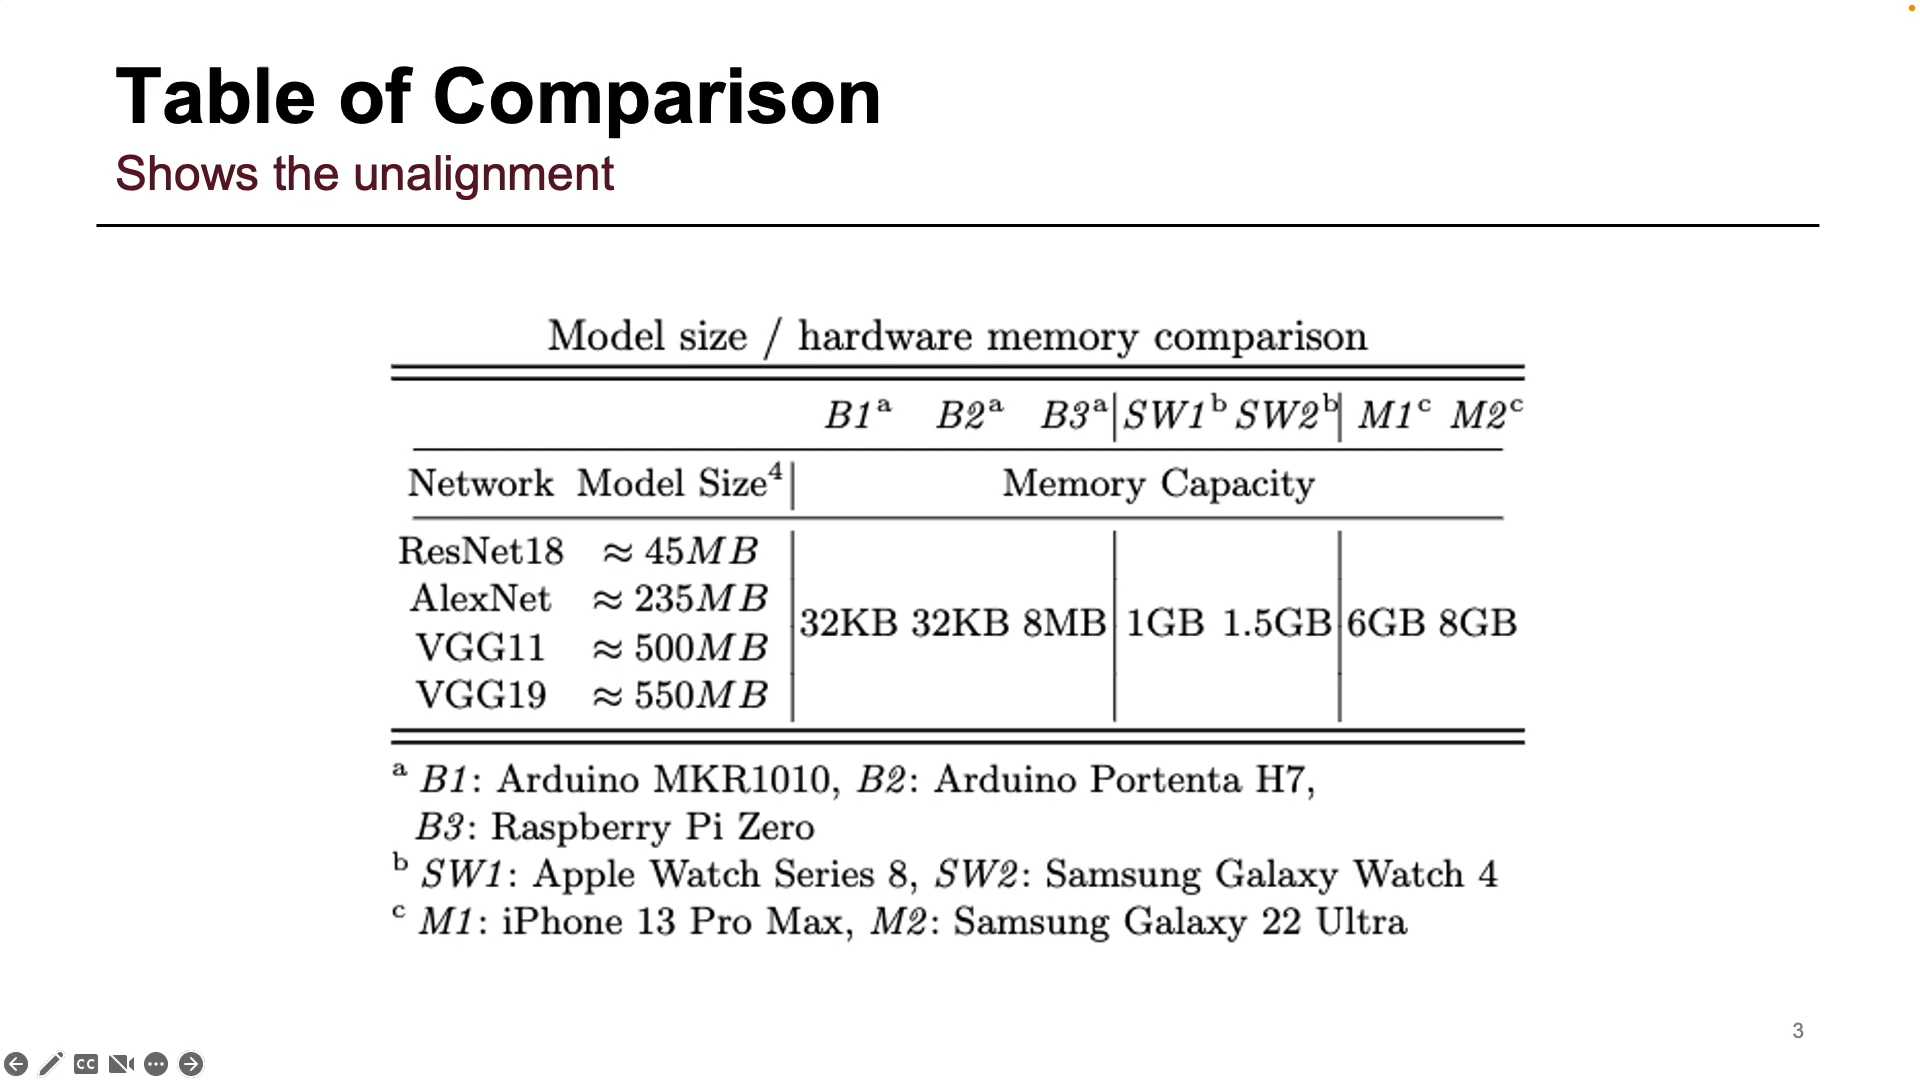 Table of Comparison
Shows the unalignment
Model size / hardware memory comparison
B1ᵃ B2ᵃ B3ᵃ SW1ᵇ SW2ᵇ M1ᶜ M2ᶜ
Network Model Size⁴ Memory Capacity
ResNet18 ≈ 45MB
AlexNet ≈ 235MB
32KB 32KB 8MB 1GB 1.5GB 6GB 8GB
VGG11 ≈ 500MB
VGG19 ≈ 550MB
ᵃ B1: Arduino MKR1010, B2: Arduino Portenta H7,
B3: Raspberry Pi Zero
ᵇ SW1: Apple Watch Series 8, SW2: Samsung Galaxy Watch 4
ᶜ M1: iPhone 13 Pro Max, M2: Samsung Galaxy 22 Ultra
3
CC